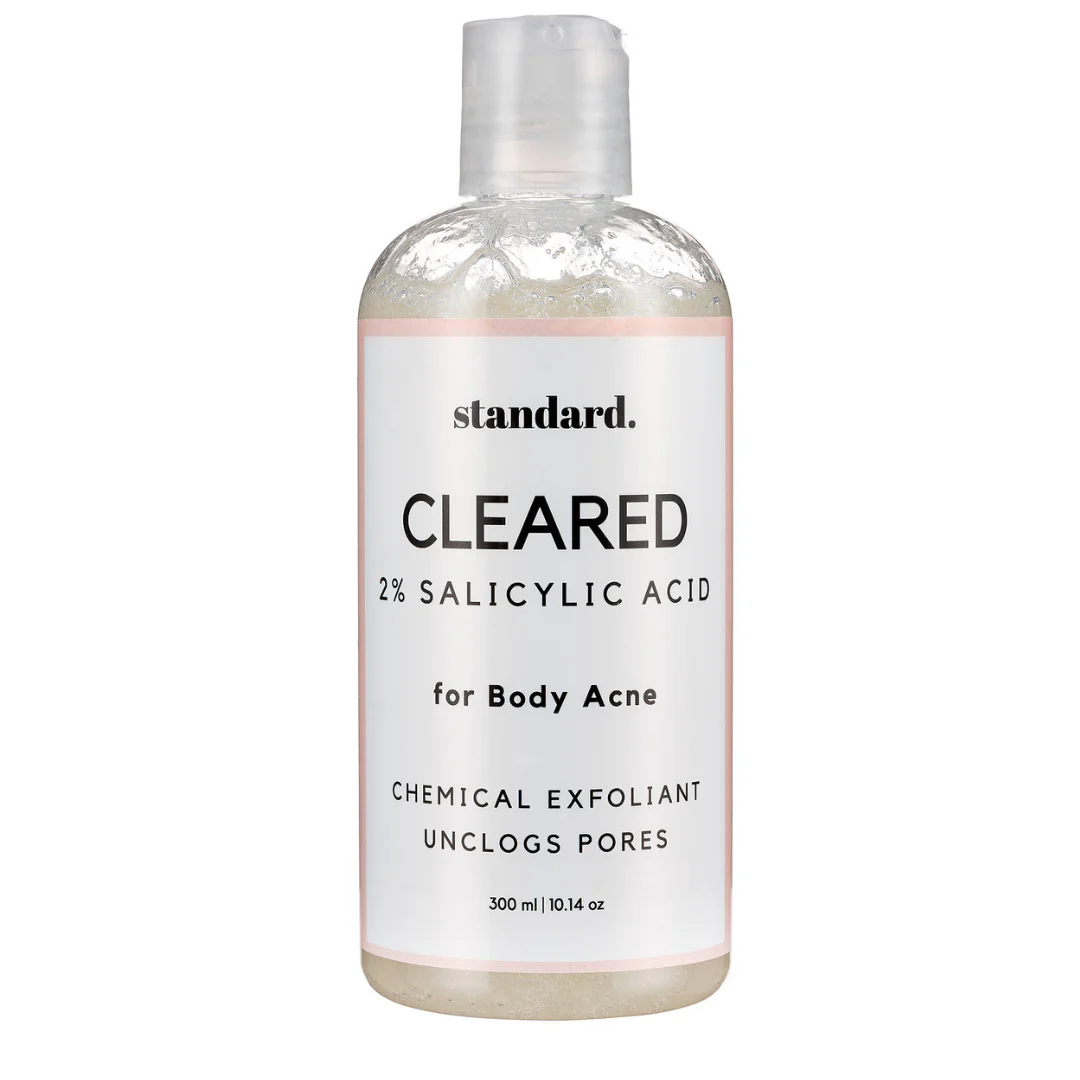 standard.
CLEARED
2% SALICYLIC ACID
for Body Acne
CHEMICAL EXFOLIANT
UNCLOGS PORES
300 ml | 10.14 oz